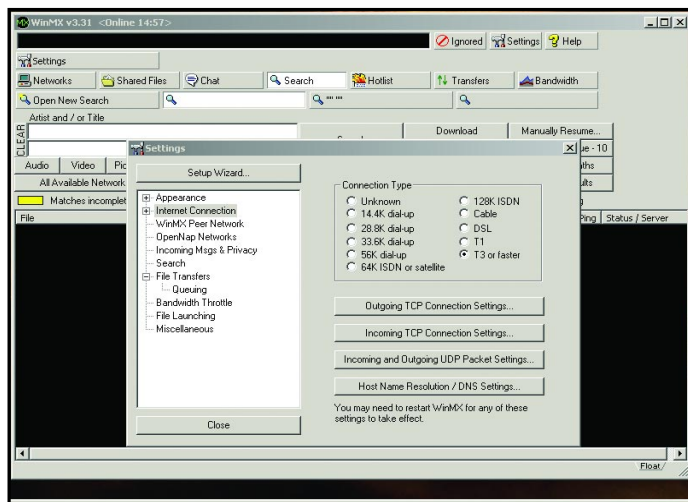 WinMX v3.31 <Online 14:57>
Ignored Settings Help
Settings
Networks Shared Files Chat Search Hotlist Transfers Bandwidth
Open New Search "" ""
Artist and / or Title
CLEAR
Download Manually Resume...
Audio Video Pic
All Available Network
Matches incomplet
File Ping Status / Server
Settings
Setup Wizard...
Appearance
Internet Connection
WinMX Peer Network
OpenNap Networks
Incoming Msgs & Privacy
Search
File Transfers
Queuing
Bandwidth Throttle
File Launching
Miscellaneous
Close
Connection Type
Unknown 128K ISDN
14.4K dial-up Cable
28.8K dial-up DSL
33.6K dial-up T1
56K dial-up T3 or faster
64K ISDN or satellite
Outgoing TCP Connection Settings...
Incoming TCP Connection Settings...
Incoming and Outgoing UDP Packet Settings...
Host Name Resolution / DNS Settings...
You may need to restart WinMX for any of these
settings to take effect.
Float